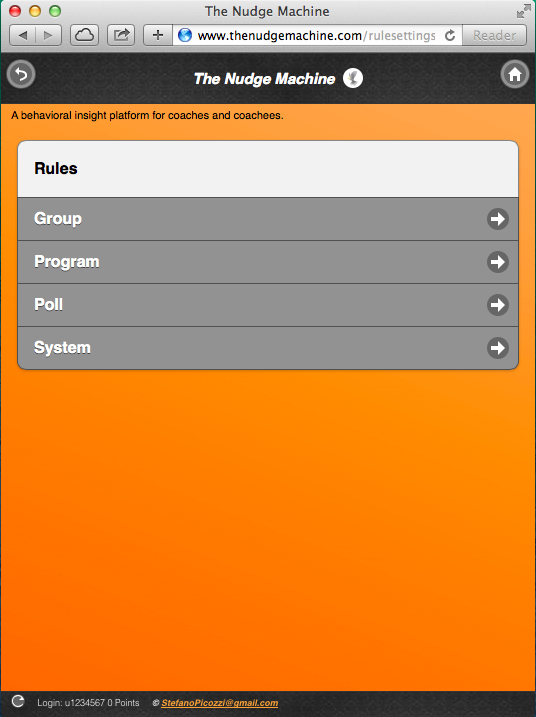 The Nudge Machine
www.thenudgemachine.com/rulesettings
Reader
The Nudge Machine
A behavioral insight platform for coaches and coachees.
Rules
Group
Program
Poll
System
Login: u1234567 0 Points © StefanoPicozzi@gmail.com